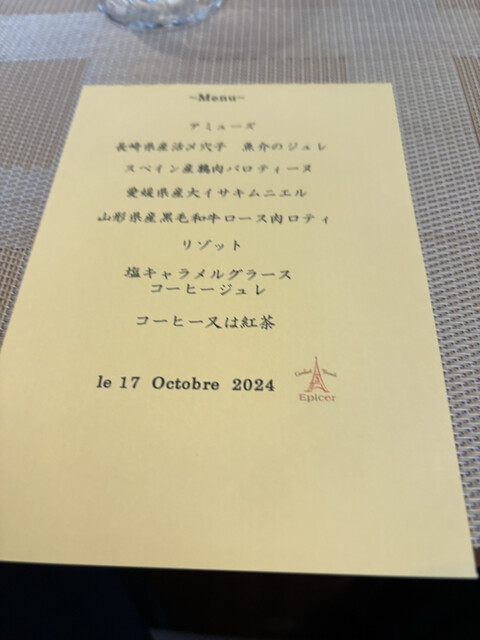 -Menu-
アミューズ
長崎県産活〆穴子　魚介のジュレ
スペイン産鶉肉バロティーヌ
愛媛県産大イサキムニエル
山形県産黒毛和牛ロース肉ロティ
リゾット
塩キャラメルグラース
コーヒージュレ
コーヒー又は紅茶
le 17 Octobre 2024
Epicer